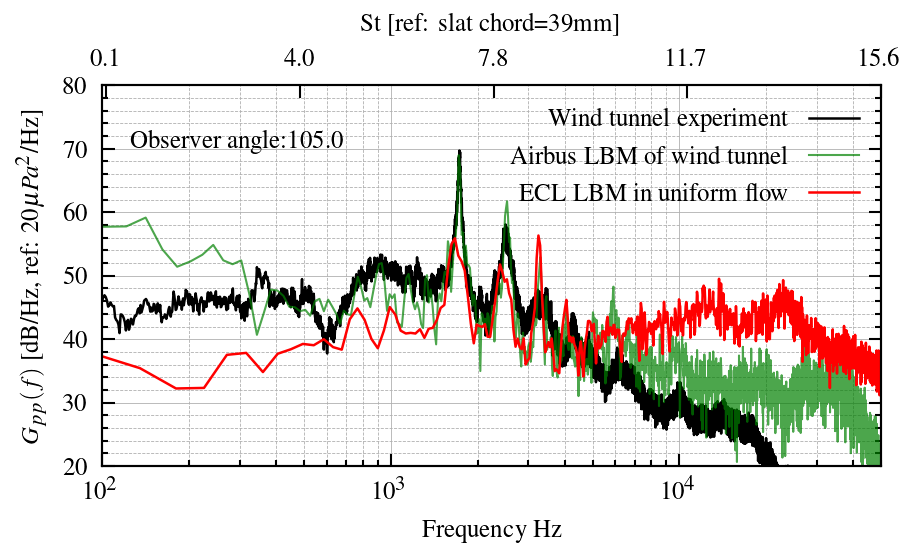 St [ref: slat chord=39mm]
0.1 4.0 7.8 11.7 15.6
80
70
60
50
40
30
20
G_pp(f) [dB/Hz, ref: 20μPa²/Hz]
Observer angle:105.0
Wind tunnel experiment
Airbus LBM of wind tunnel
ECL LBM in uniform flow
10² 10³ 10⁴
Frequency Hz